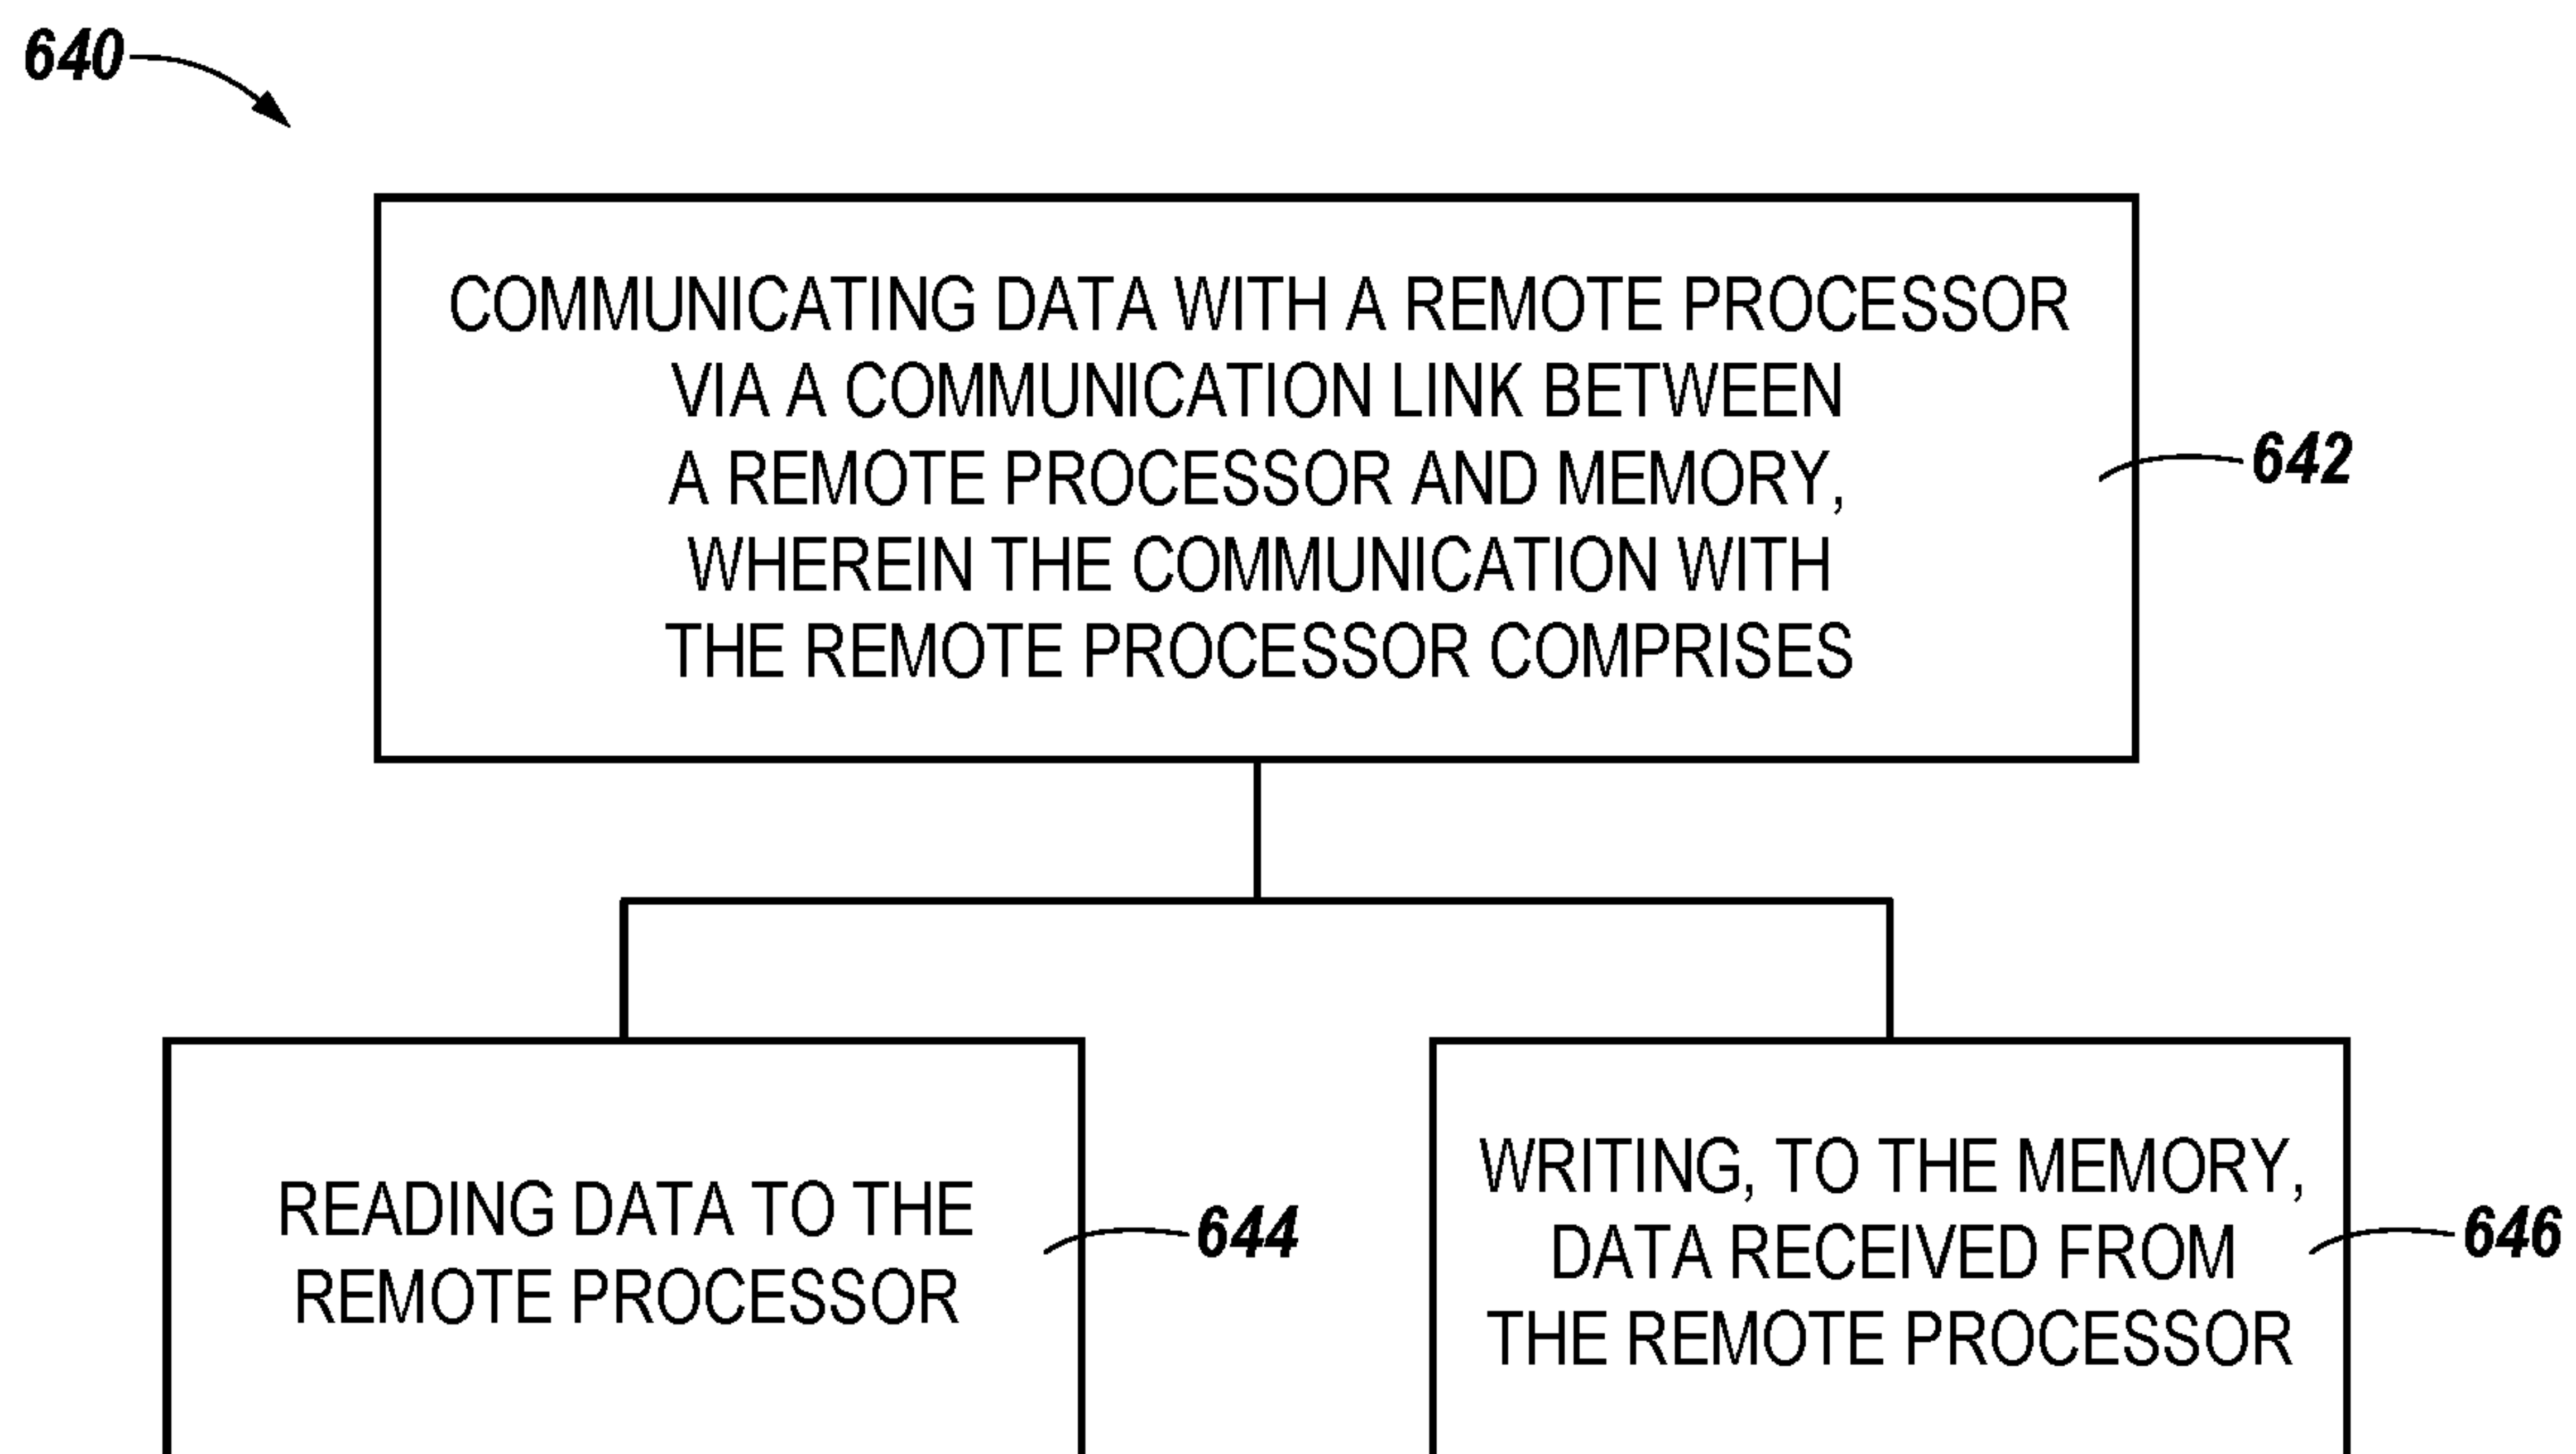 640
COMMUNICATING DATA WITH A REMOTE PROCESSOR
VIA A COMMUNICATION LINK BETWEEN
A REMOTE PROCESSOR AND MEMORY,
WHEREIN THE COMMUNICATION WITH
THE REMOTE PROCESSOR COMPRISES
642
READING DATA TO THE
REMOTE PROCESSOR
644
WRITING, TO THE MEMORY,
DATA RECEIVED FROM
THE REMOTE PROCESSOR
646